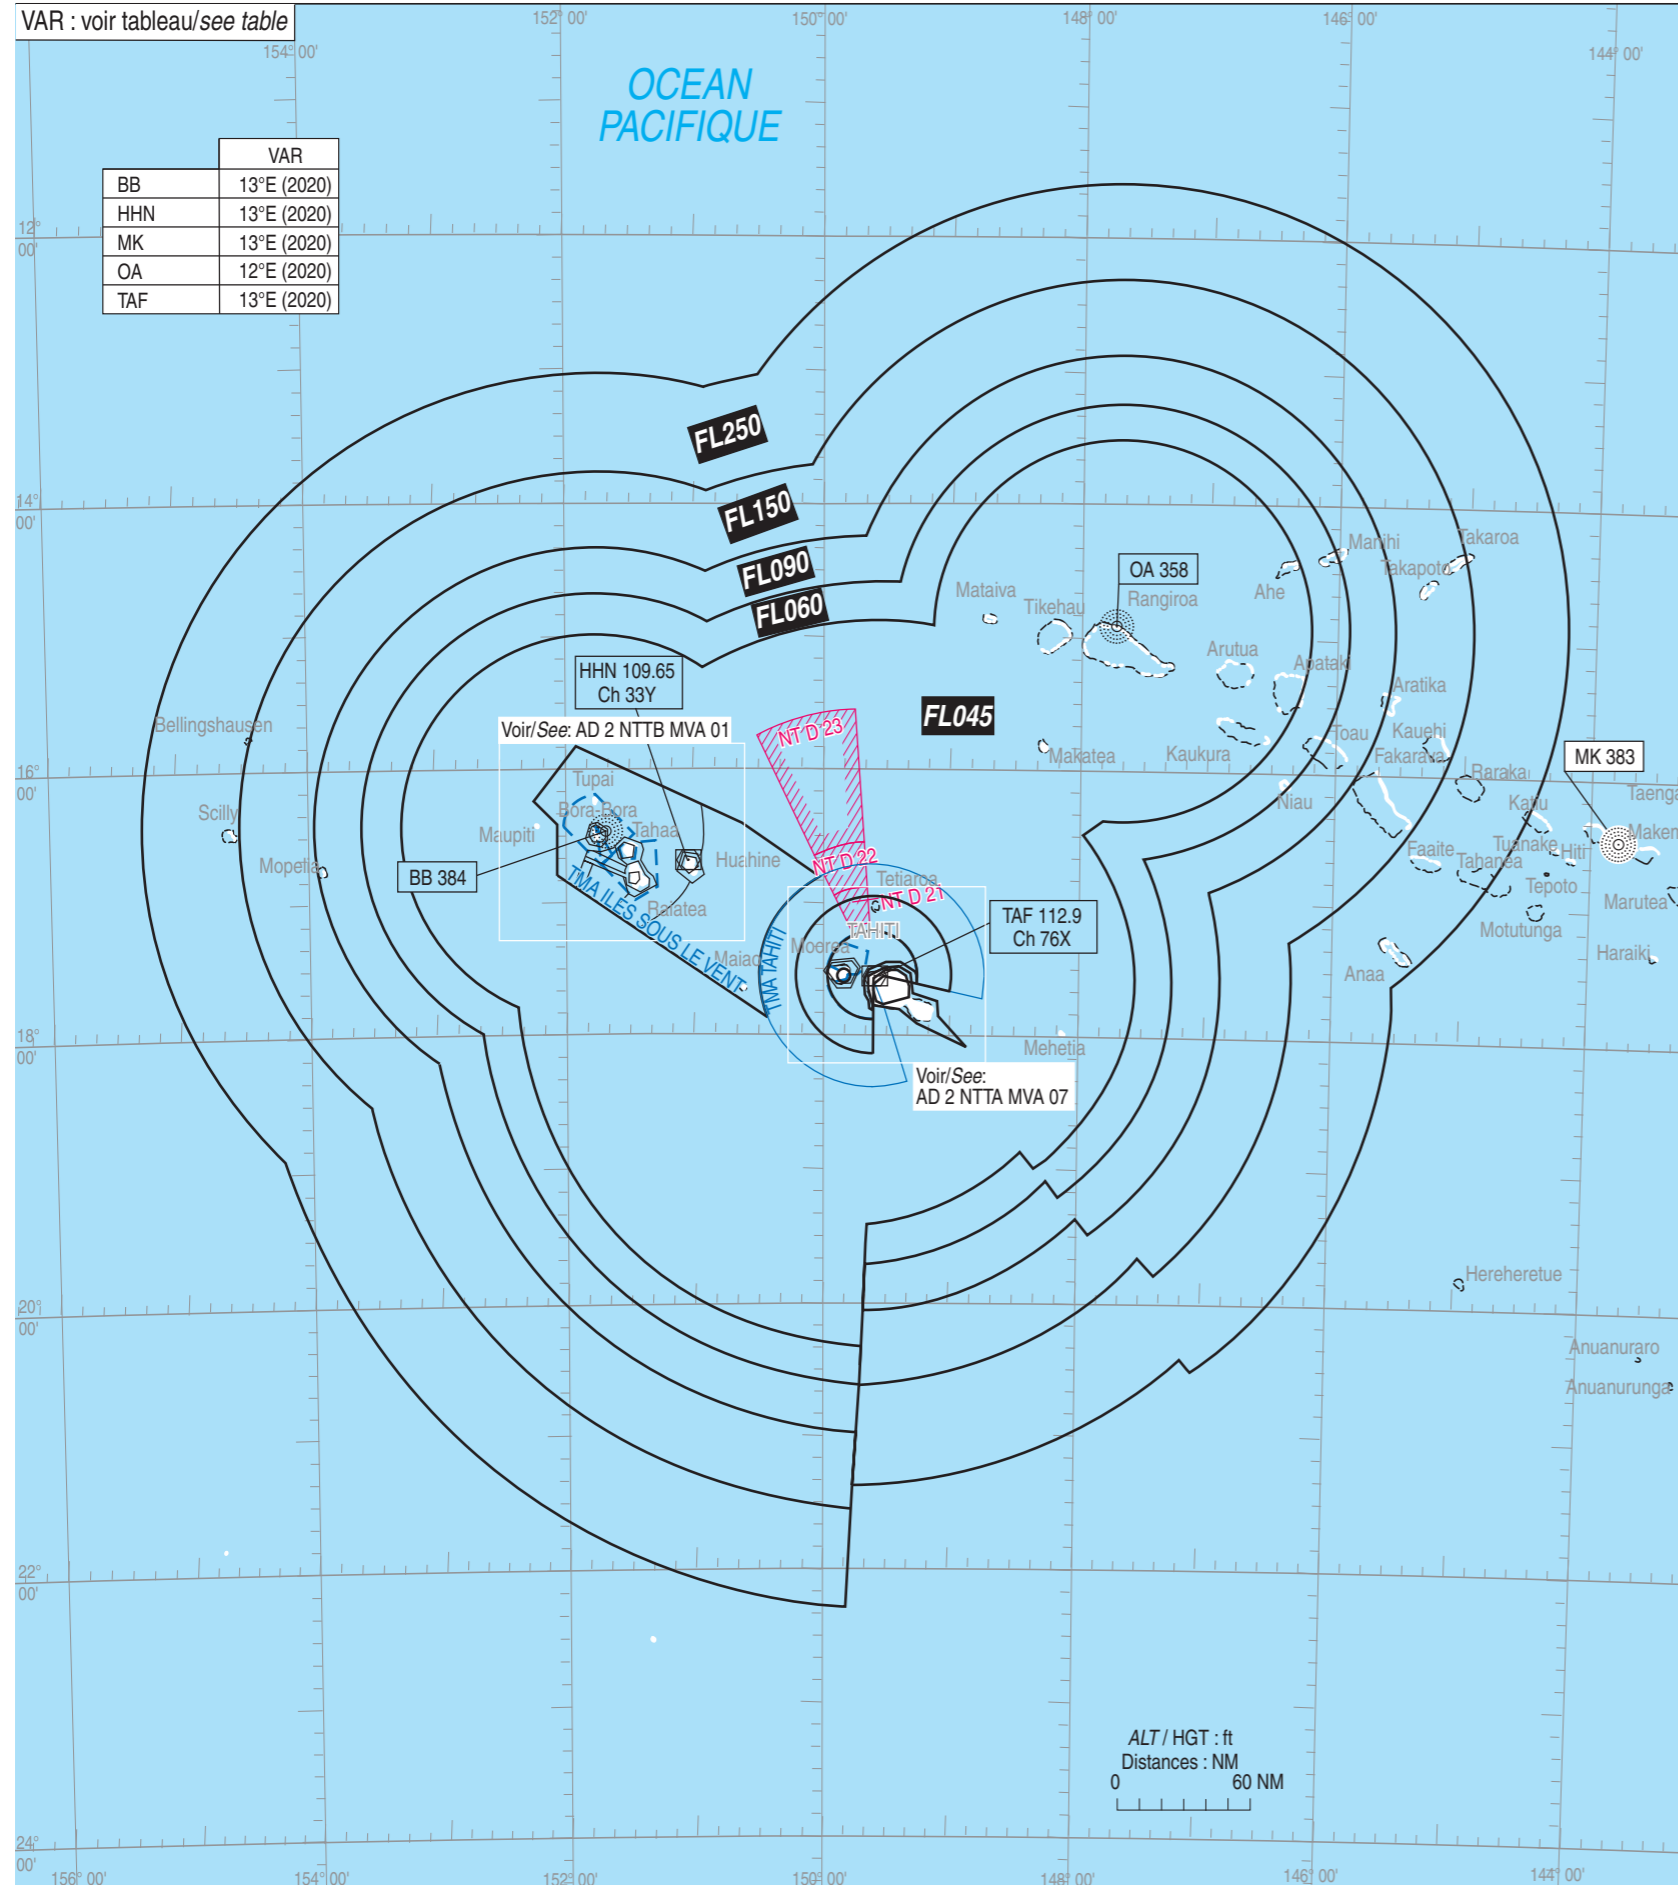 VAR : voir tableau/see table
152° 00'
150° 00'
148° 00'
146° 00'
154° 00'
144° 00'
OCEAN
PACIFIQUE
VAR
BB 13°E (2020)
HHN 13°E (2020)
MK 13°E (2020)
OA 12°E (2020)
TAF 13°E (2020)
12°
00'
FL250
FL150
FL090
FL060
14°
00'
Manihi
Takaroa
Takapoto
Ahe
OA 358
Rangiroa
Mataiva
Tikehau
Arutua
Apataki
Aratika
HHN 109.65
Ch 33Y
FL045
Voir/See: AD 2 NTTB MVA 01
Bellingshausen
NT D 23
Makatea
Kaukura
Toau
Kauehi
Fakarava
Raraka
Niau
MK 383
Taenga
16°
00'
Tupai
Bora-Bora
Tahaa
Maupiti
Huahine
Raiatea
Scilly
Mopelia
BB 384
TMA ILES SOUS LE VENT
Maiao
NT D 22
NT D 21
Tetiaroa
TAHITI
Moorea
TMA TAHITI
TAF 112.9
Ch 76X
Katiu
Tuanake
Hiti
Makem
Faaite
Tahanea
Tepoto
Motutunga
Marutea
Haraiki
Anaa
18°
00'
Mehetia
Voir/See:
AD 2 NTTA MVA 07
Hereheretue
20°
00'
Anuanuraro
Anuanurunga
22°
00'
ALT / HGT : ft
Distances : NM
0 60 NM
24°
00'
156° 00'
154° 00'
152° 00'
150° 00'
148° 00'
146° 00'
144° 00'